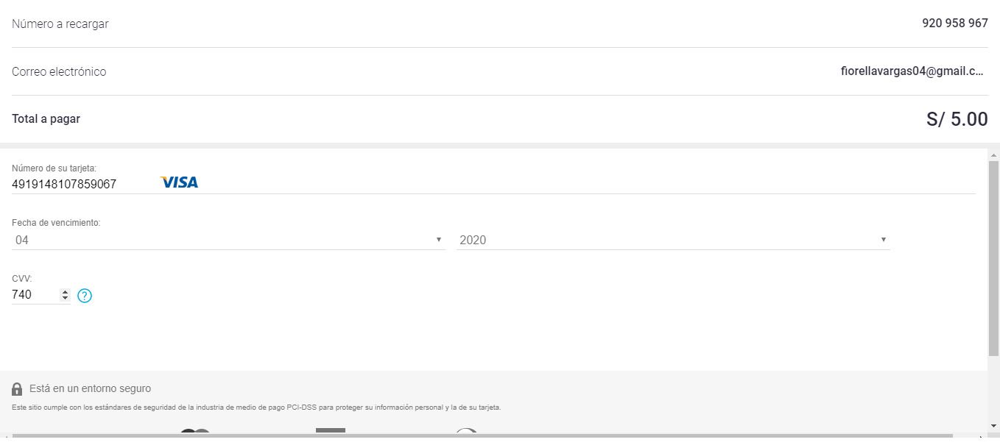 Número a recargar 920 958 967
Correo electrónico fiorellavargas04@gmail.c...
Total a pagar S/ 5.00
Número de su tarjeta:
4919148107859067 VISA
Fecha de vencimiento:
04 2020
CVV:
740 ?
Está en un entorno seguro
Este sitio cumple con los estándares de seguridad de la industria de medio de pago PCI-DSS para proteger su información personal y la de su tarjeta.